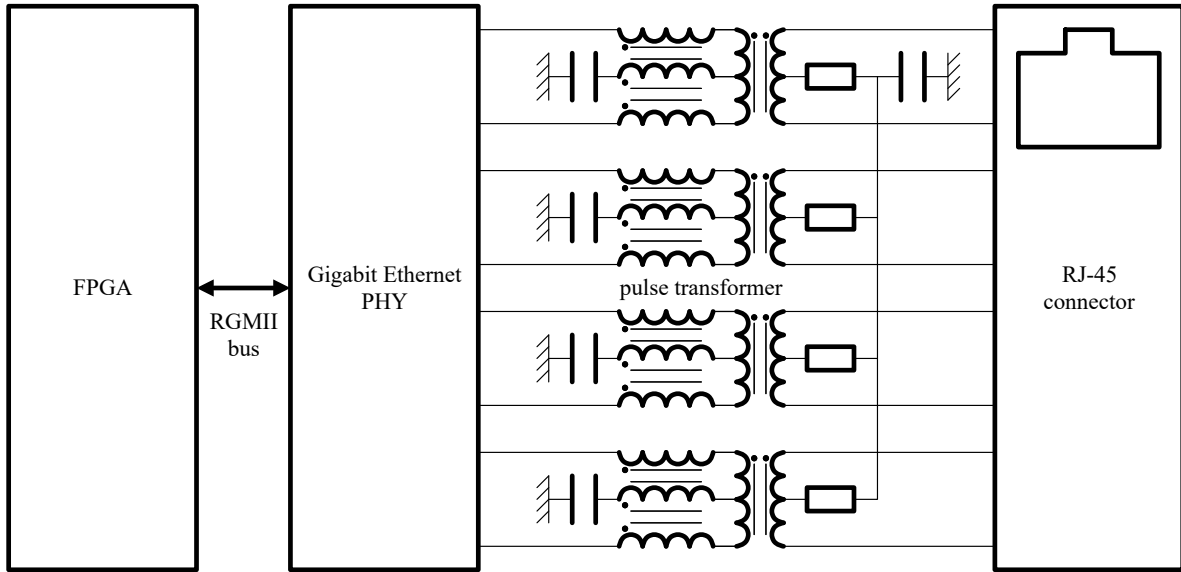 FPGA
RGMII
bus
Gigabit Ethernet
PHY
pulse transformer
RJ-45
connector